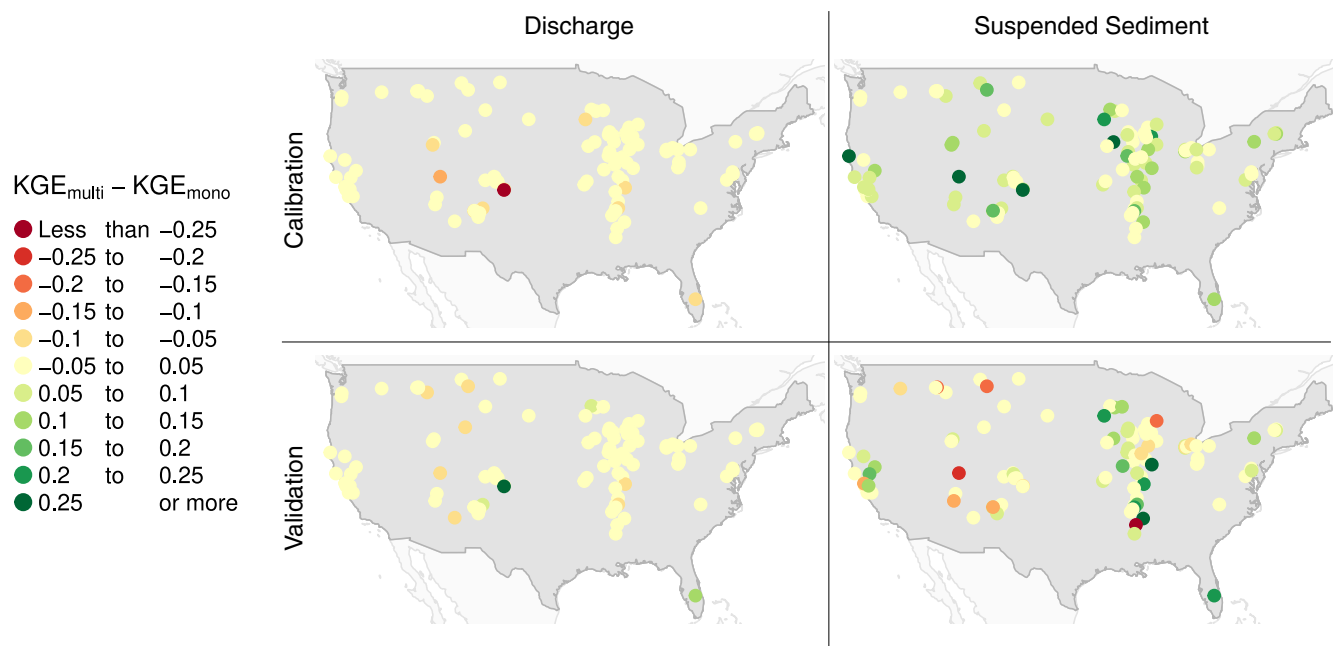 Discharge
Suspended Sediment
Calibration
Validation
KGEmulti – KGEmono
Less than −0.25
−0.25 to −0.2
−0.2 to −0.15
−0.15 to −0.1
−0.1 to −0.05
−0.05 to 0.05
0.05 to 0.1
0.1 to 0.15
0.15 to 0.2
0.2 to 0.25
0.25 or more